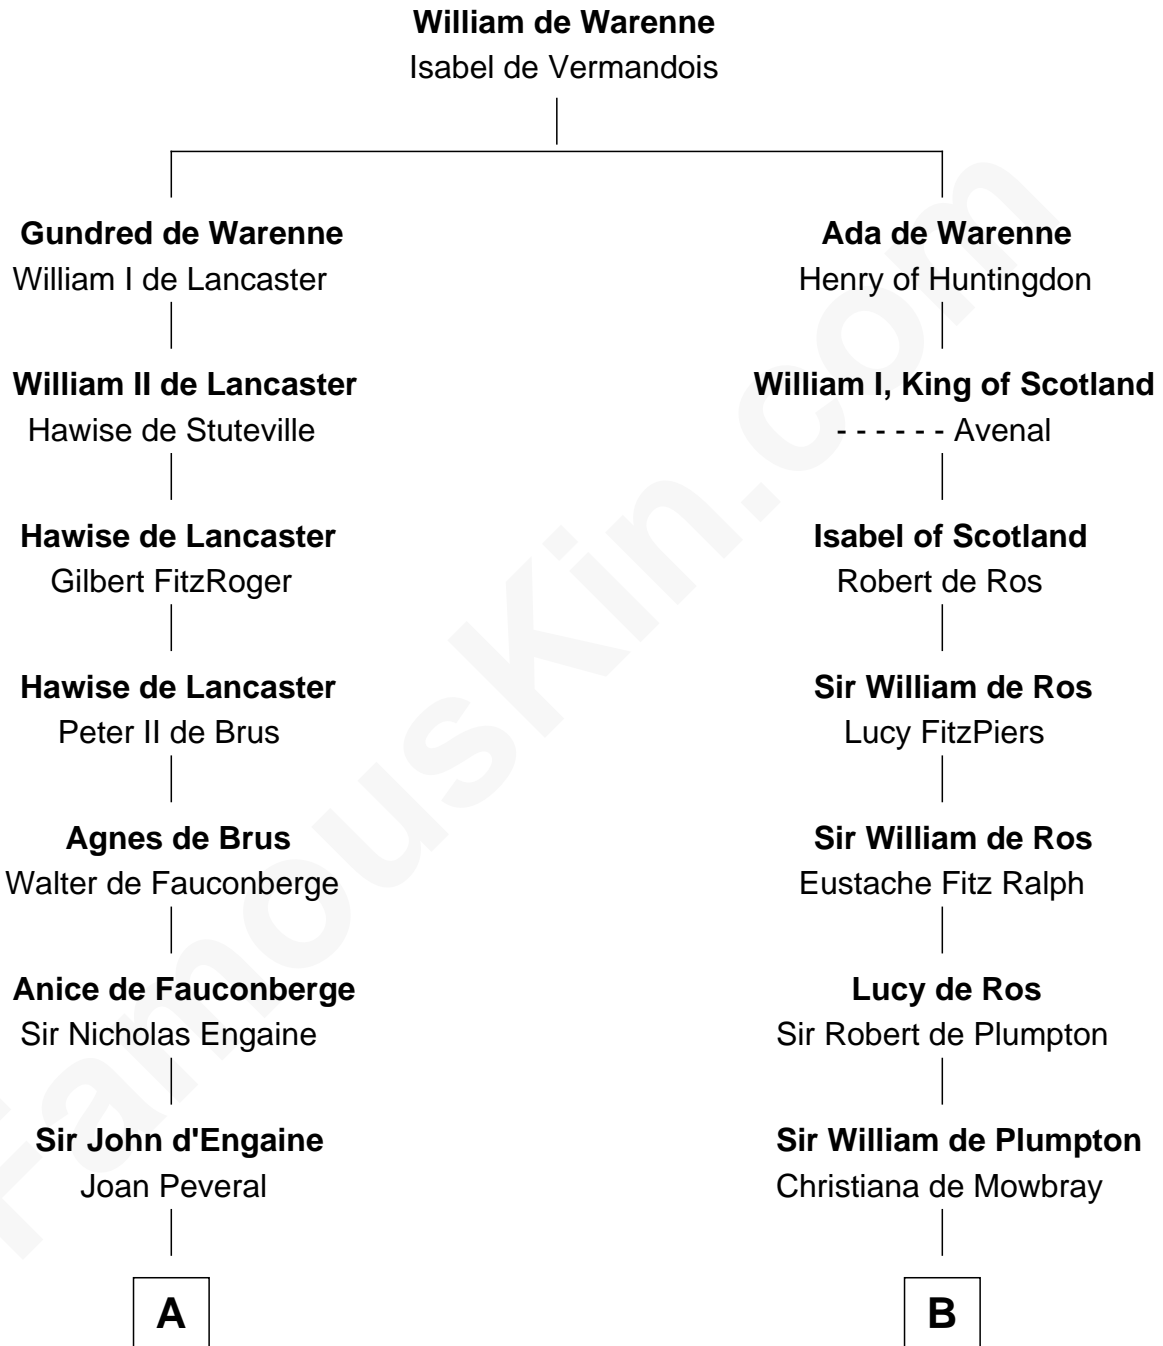 William de Warenne
Isabel de Vermandois
Gundred de Warenne
William I de Lancaster
William II de Lancaster
Hawise de Stuteville
Hawise de Lancaster
Gilbert FitzRoger
Hawise de Lancaster
Peter II de Brus
Agnes de Brus
Walter de Fauconberge
Anice de Fauconberge
Sir Nicholas Engaine
Sir John d'Engaine
Joan Peveral
A
Ada de Warenne
Henry of Huntingdon
William I, King of Scotland
- - - - - - Avenal
Isabel of Scotland
Robert de Ros
Sir William de Ros
Lucy FitzPiers
Sir William de Ros
Eustache Fitz Ralph
Lucy de Ros
Sir Robert de Plumpton
Sir William de Plumpton
Christiana de Mowbray
B
FamousKin.com